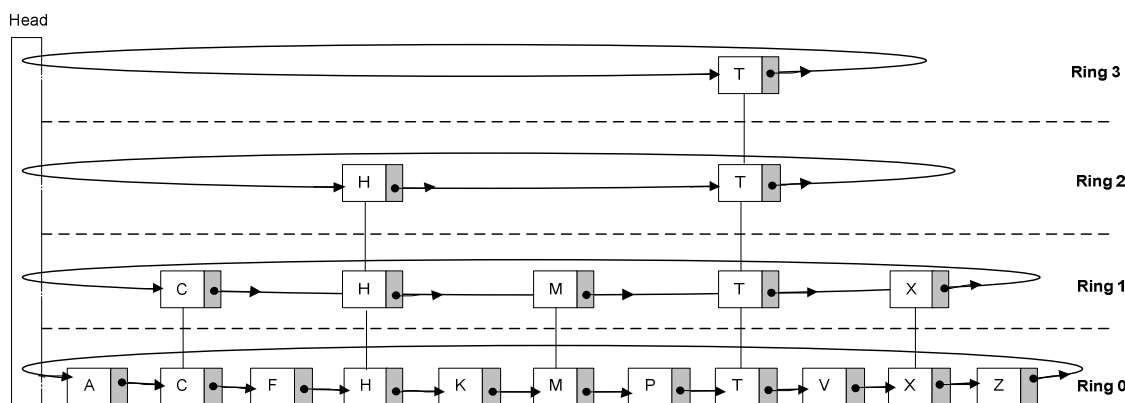 Head
T Ring 3
H T Ring 2
C H M T X Ring 1
A C F H K M P T V X Z Ring 0